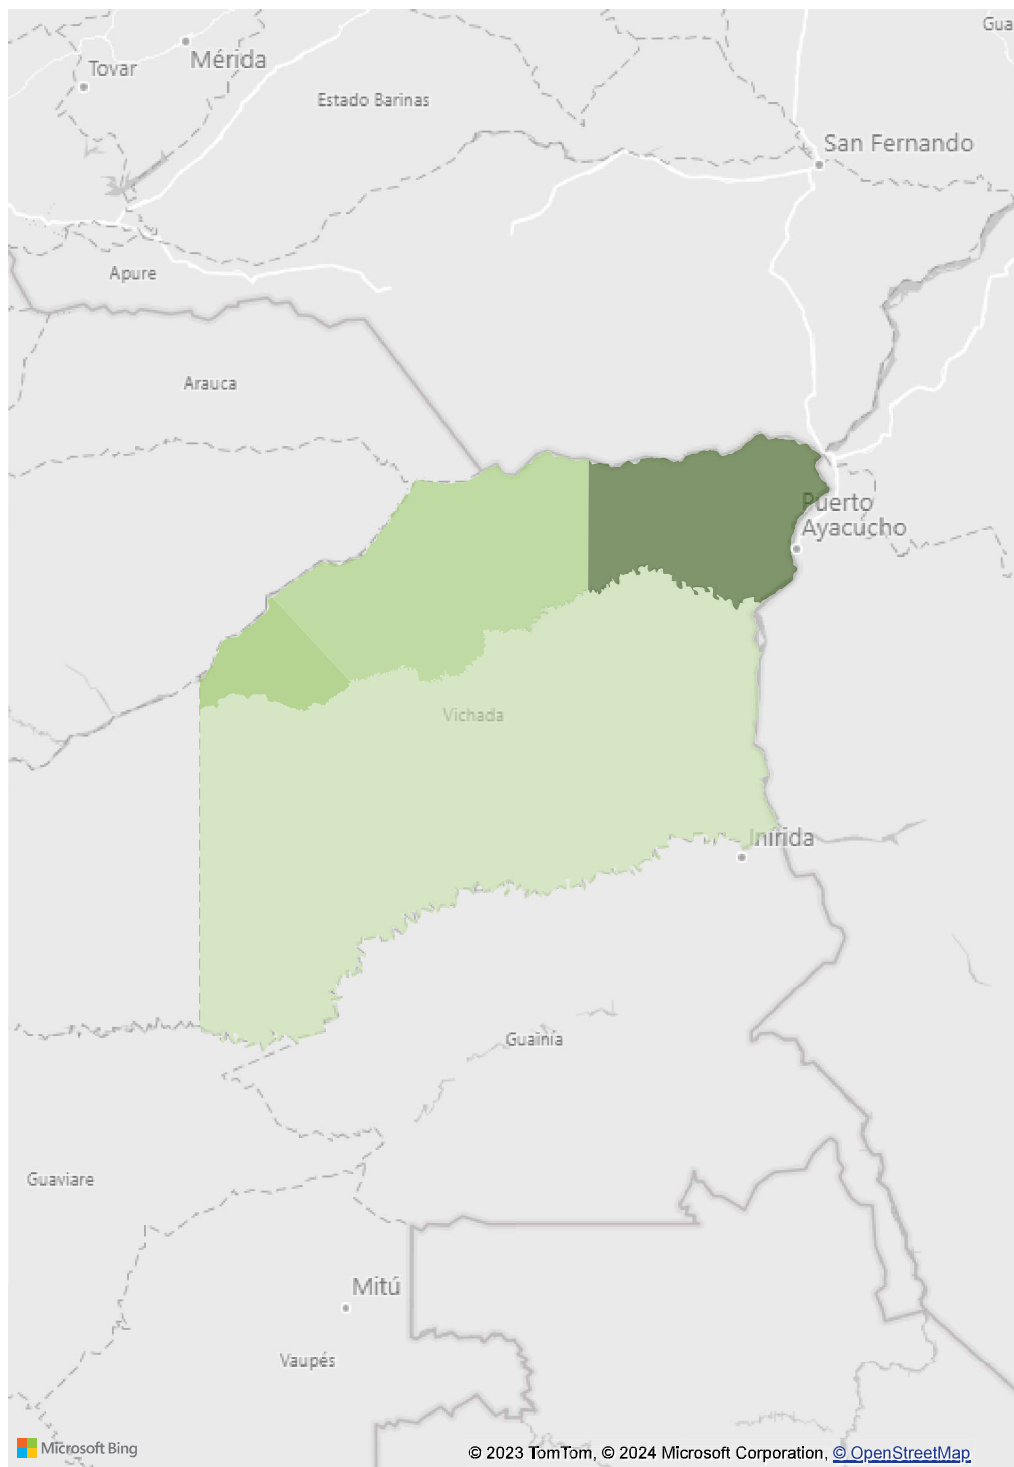 Gua
Mérida
Tovar
Estado Barinas
San Fernando
Apure
Arauca
Puerto
Ayacucho
Vichada
Inírida
Guainía
Guaviare
Mitú
Vaupés
Microsoft Bing
© 2023 TomTom, © 2024 Microsoft Corporation, © OpenStreetMap